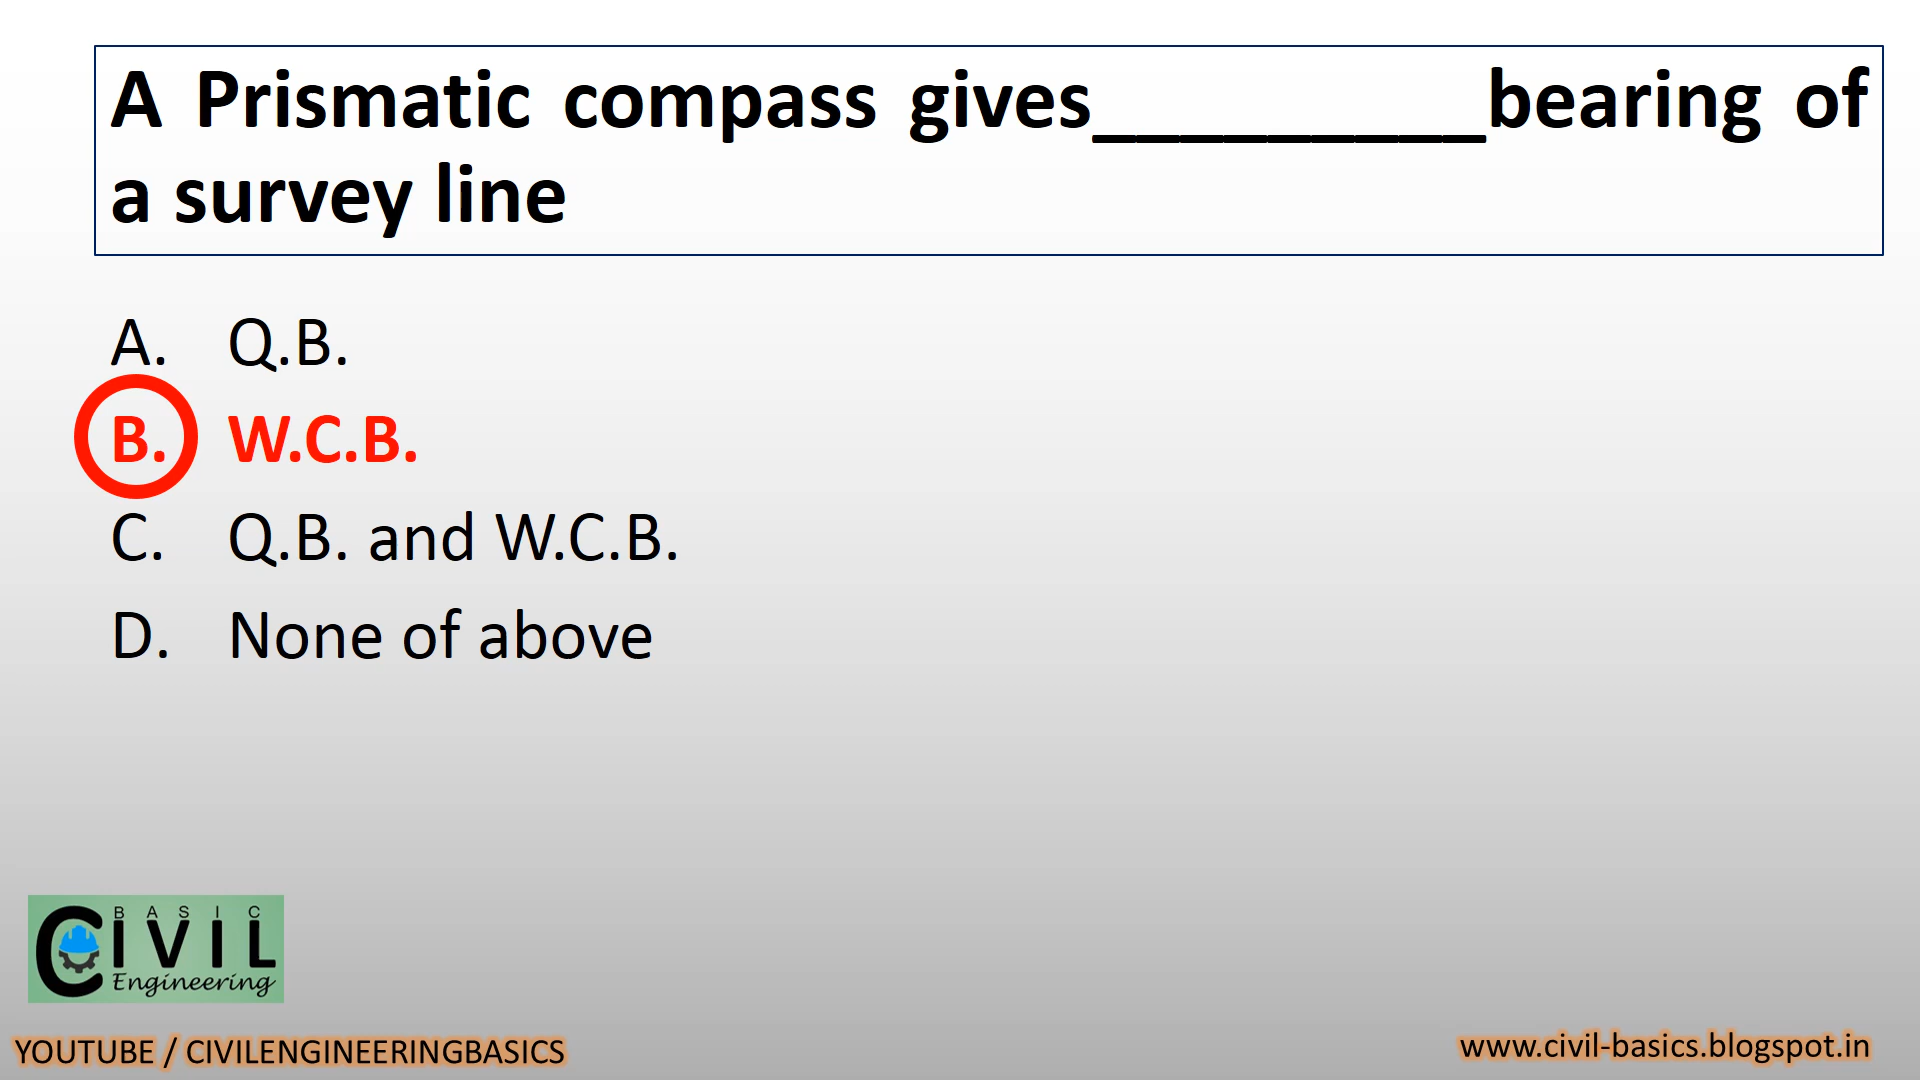 A Prismatic compass gives_________bearing of
a survey line
A. Q.B.
B. W.C.B.
C. Q.B. and W.C.B.
D. None of above
BASIC
CIVIL
Engineering
YOUTUBE / CIVILENGINEERINGBASICS
www.civil-basics.blogspot.in